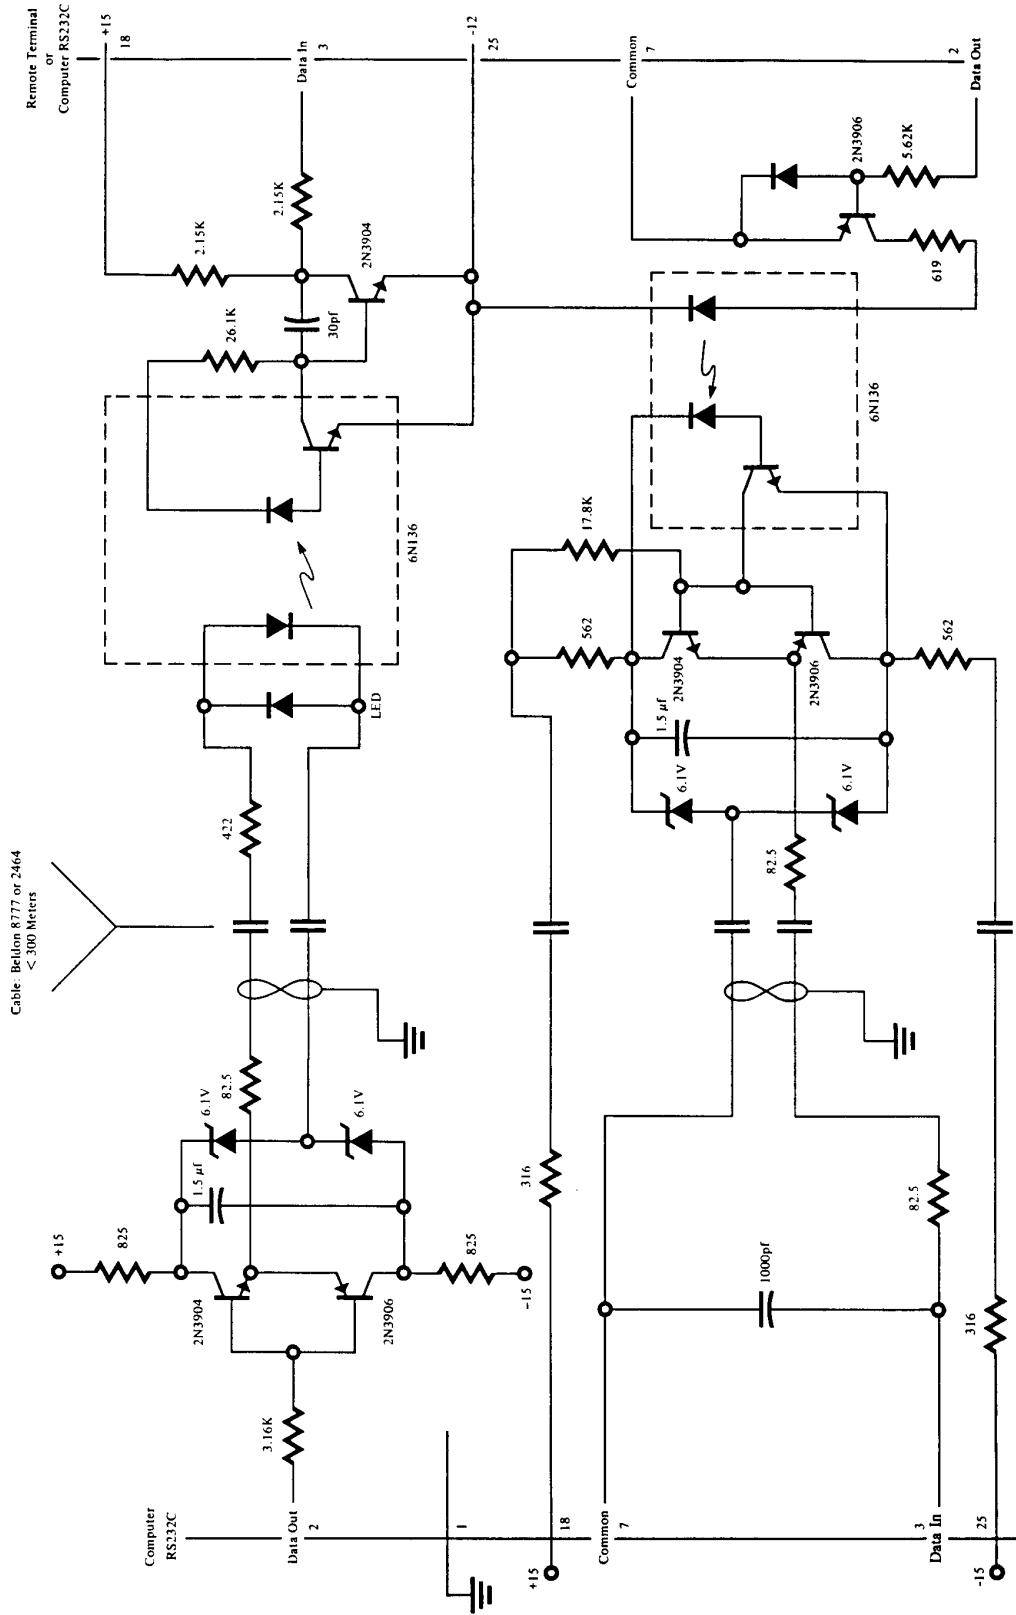 Remote Terminal
or
Computer RS232C
+15
18
Data In
3
-12
25
Common
7
Data Out
2
2.15K
2.15K
26.1K
30pf
2N3904
2N3906
5.62K
619
6N136
6N136
LED
422
17.8K
562
2N3904
2N3906
562
1.5 µf
6.1V
6.1V
82.5
Cable: Beldon 8777 or 2464
< 300 Meters
82.5
6.1V
6.1V
1.5 µf
+15
825
825
-15
2N3904
2N3906
3.16K
316
82.5
1000pf
316
Computer
RS232C
Data Out
2
1
+15
18
Common
7
Data In
3
-15
25